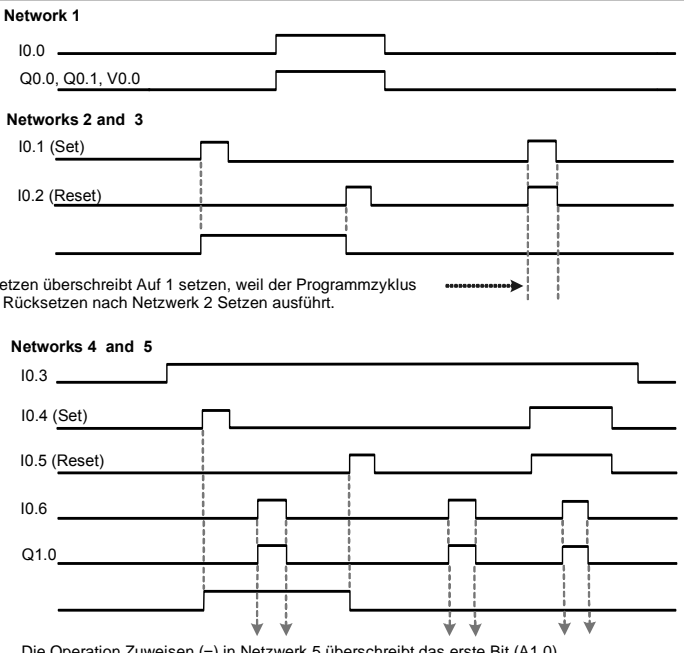 Network 1
I0.0
Q0.0, Q0.1, V0.0
Networks 2 and 3
I0.1 (Set)
I0.2 (Reset)
etzen überschreibt Auf 1 setzen, weil der Programmzyklus
Rücksetzen nach Netzwerk 2 Setzen ausführt.
Networks 4 and 5
I0.3
I0.4 (Set)
I0.5 (Reset)
I0.6
Q1.0
Die Operation Zuweisen (=) in Netzwerk 5 überschreibt das erste Bit (A1.0)